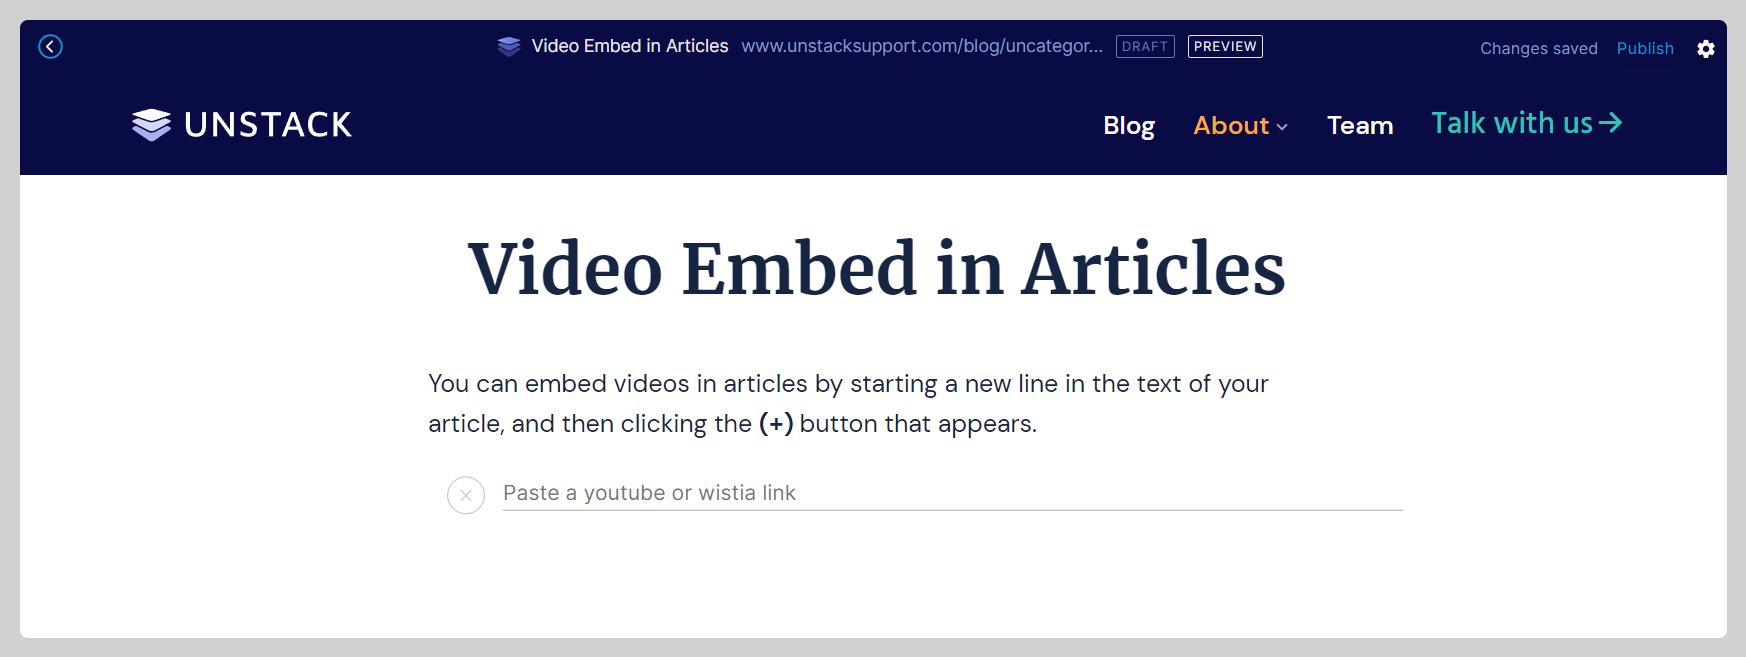 Video Embed in Articles www.unstacksupport.com/blog/uncategor... DRAFT PREVIEW Changes saved Publish
UNSTACK Blog About Team Talk with us
Video Embed in Articles
You can embed videos in articles by starting a new line in the text of your
article, and then clicking the (+) button that appears.
Paste a youtube or wistia link